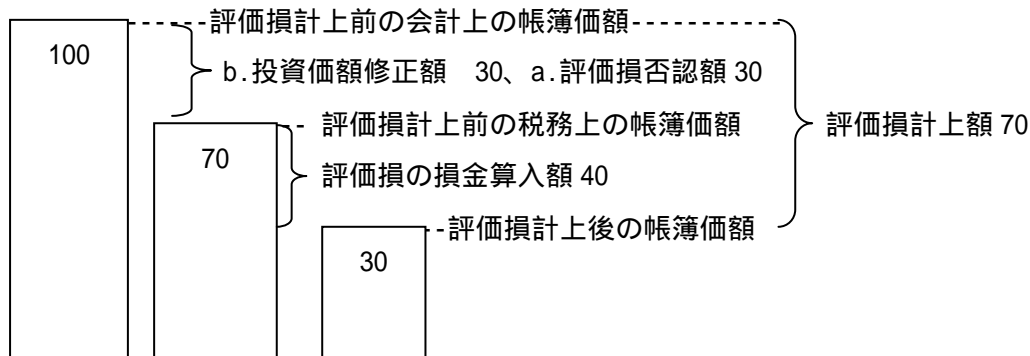 評価損計上前の会計上の帳簿価額
100
b.投資価額修正額 30、a.評価損否認額 30
評価損計上前の税務上の帳簿価額
評価損計上額 70
70
評価損の損金算入額 40
評価損計上後の帳簿価額
30